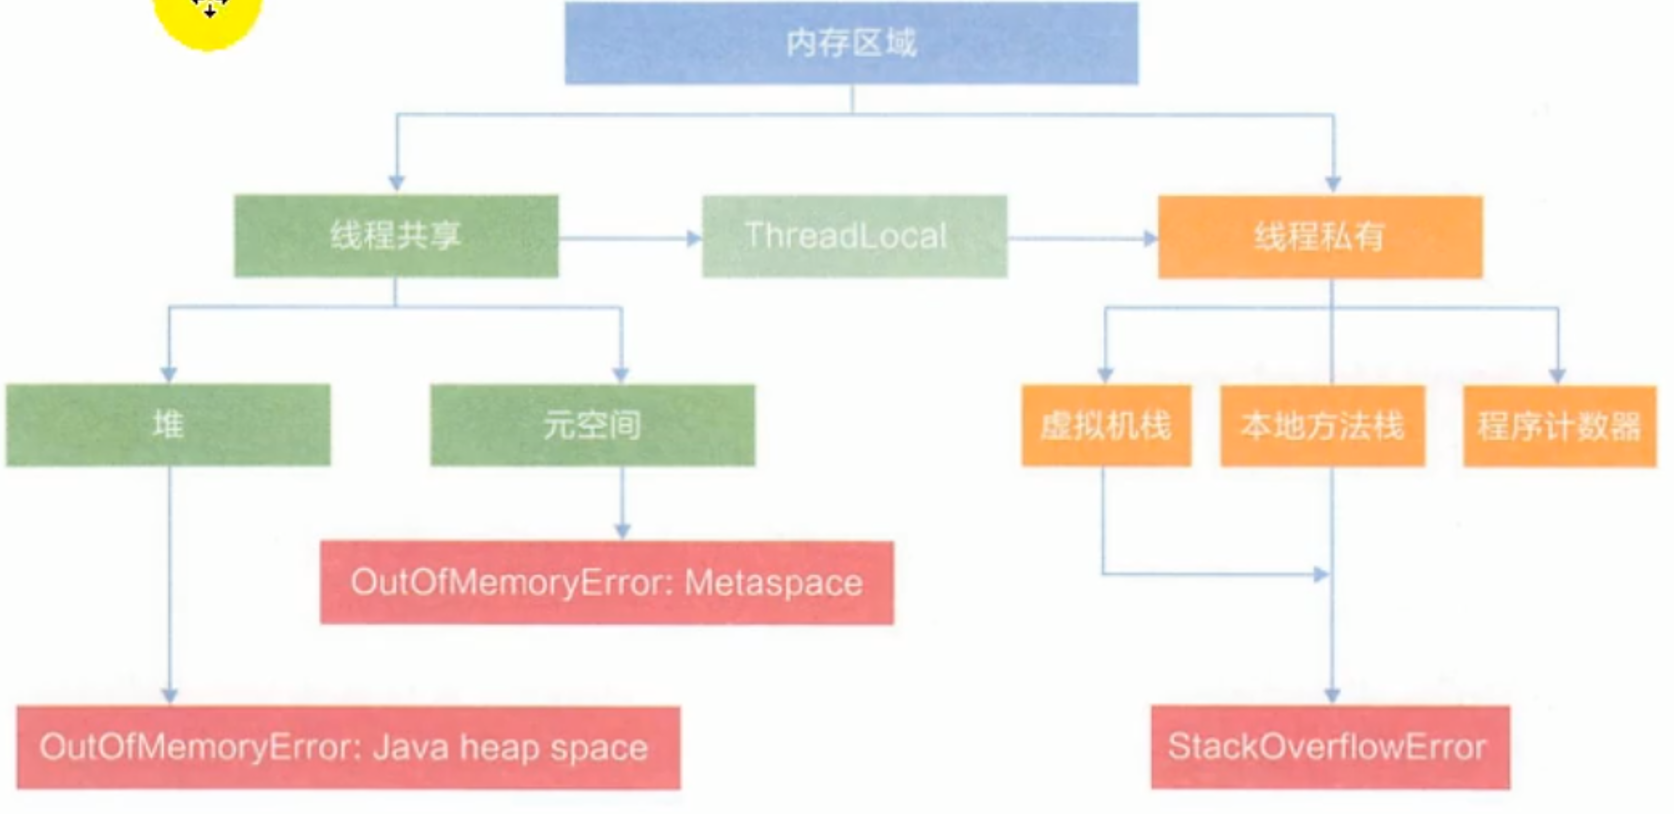 内存区域
线程共享
ThreadLocal
线程私有
堆
元空间
虚拟机栈
本地方法栈
程序计数器
OutOfMemoryError: Metaspace
OutOfMemoryError: Java heap space
StackOverflowError